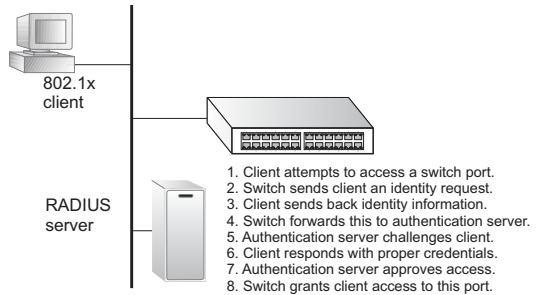 802.1x
client
1. Client attempts to access a switch port.
2. Switch sends client an identity request.
3. Client sends back identity information.
4. Switch forwards this to authentication server.
5. Authentication server challenges client.
6. Client responds with proper credentials.
7. Authentication server approves access.
8. Switch grants client access to this port.
RADIUS
server